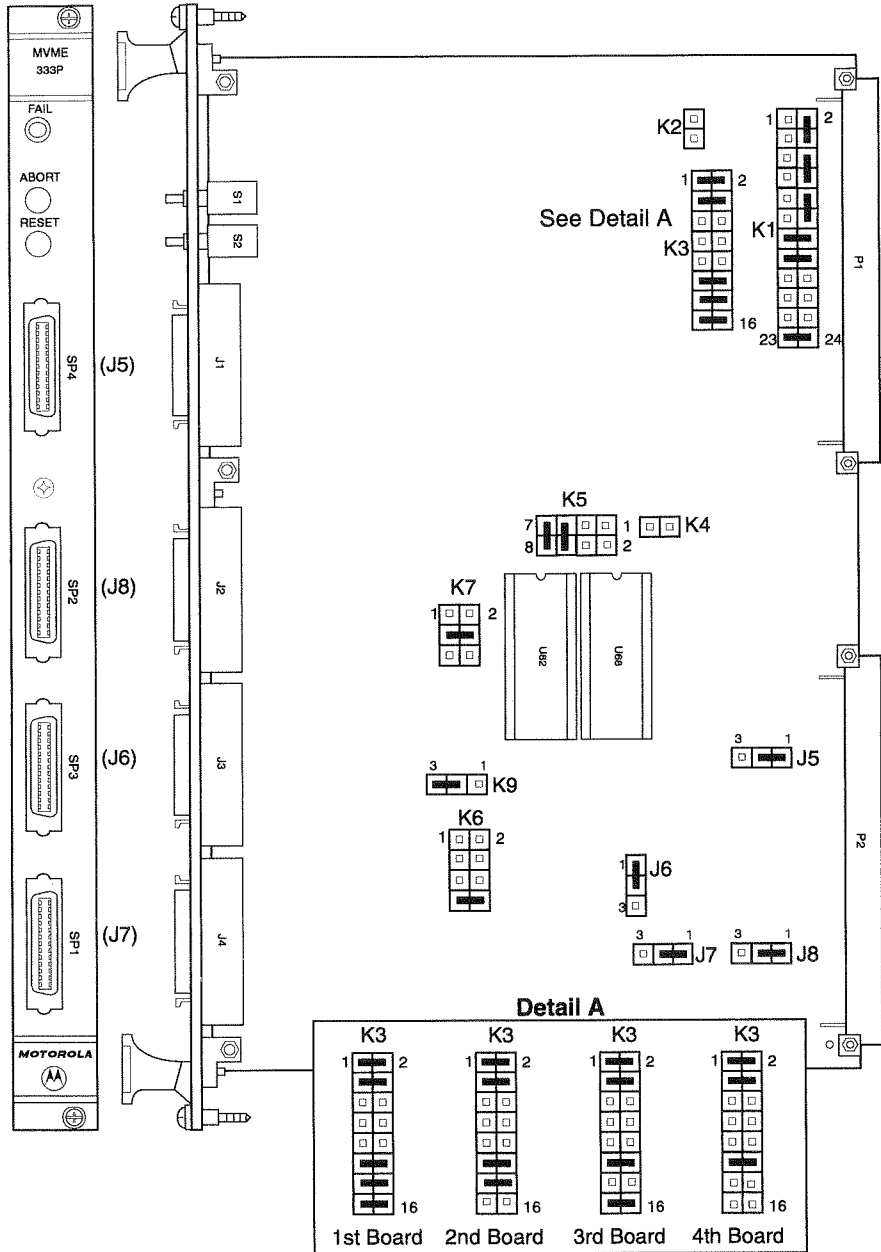 MVME
333P
FAIL
ABORT
RESET
SP4
(J5)
SP2
(J8)
SP3
(J6)
SP1
(J7)
MOTOROLA
S1
S2
J1
J2
J3
J4
K2
See Detail A
1 2
K3
16
1 2
K1
23 24
P1
K5
7 1
8 2
K4
K7
1 2
U82
U68
3 1
K9
K6
1 2
3 1
J5
1
J6
3
3 1
J7
3 1
J8
P2
Detail A
K3 K3 K3 K3
1 2 1 2 1 2 1 2
16 16 16 16
1st Board 2nd Board 3rd Board 4th Board